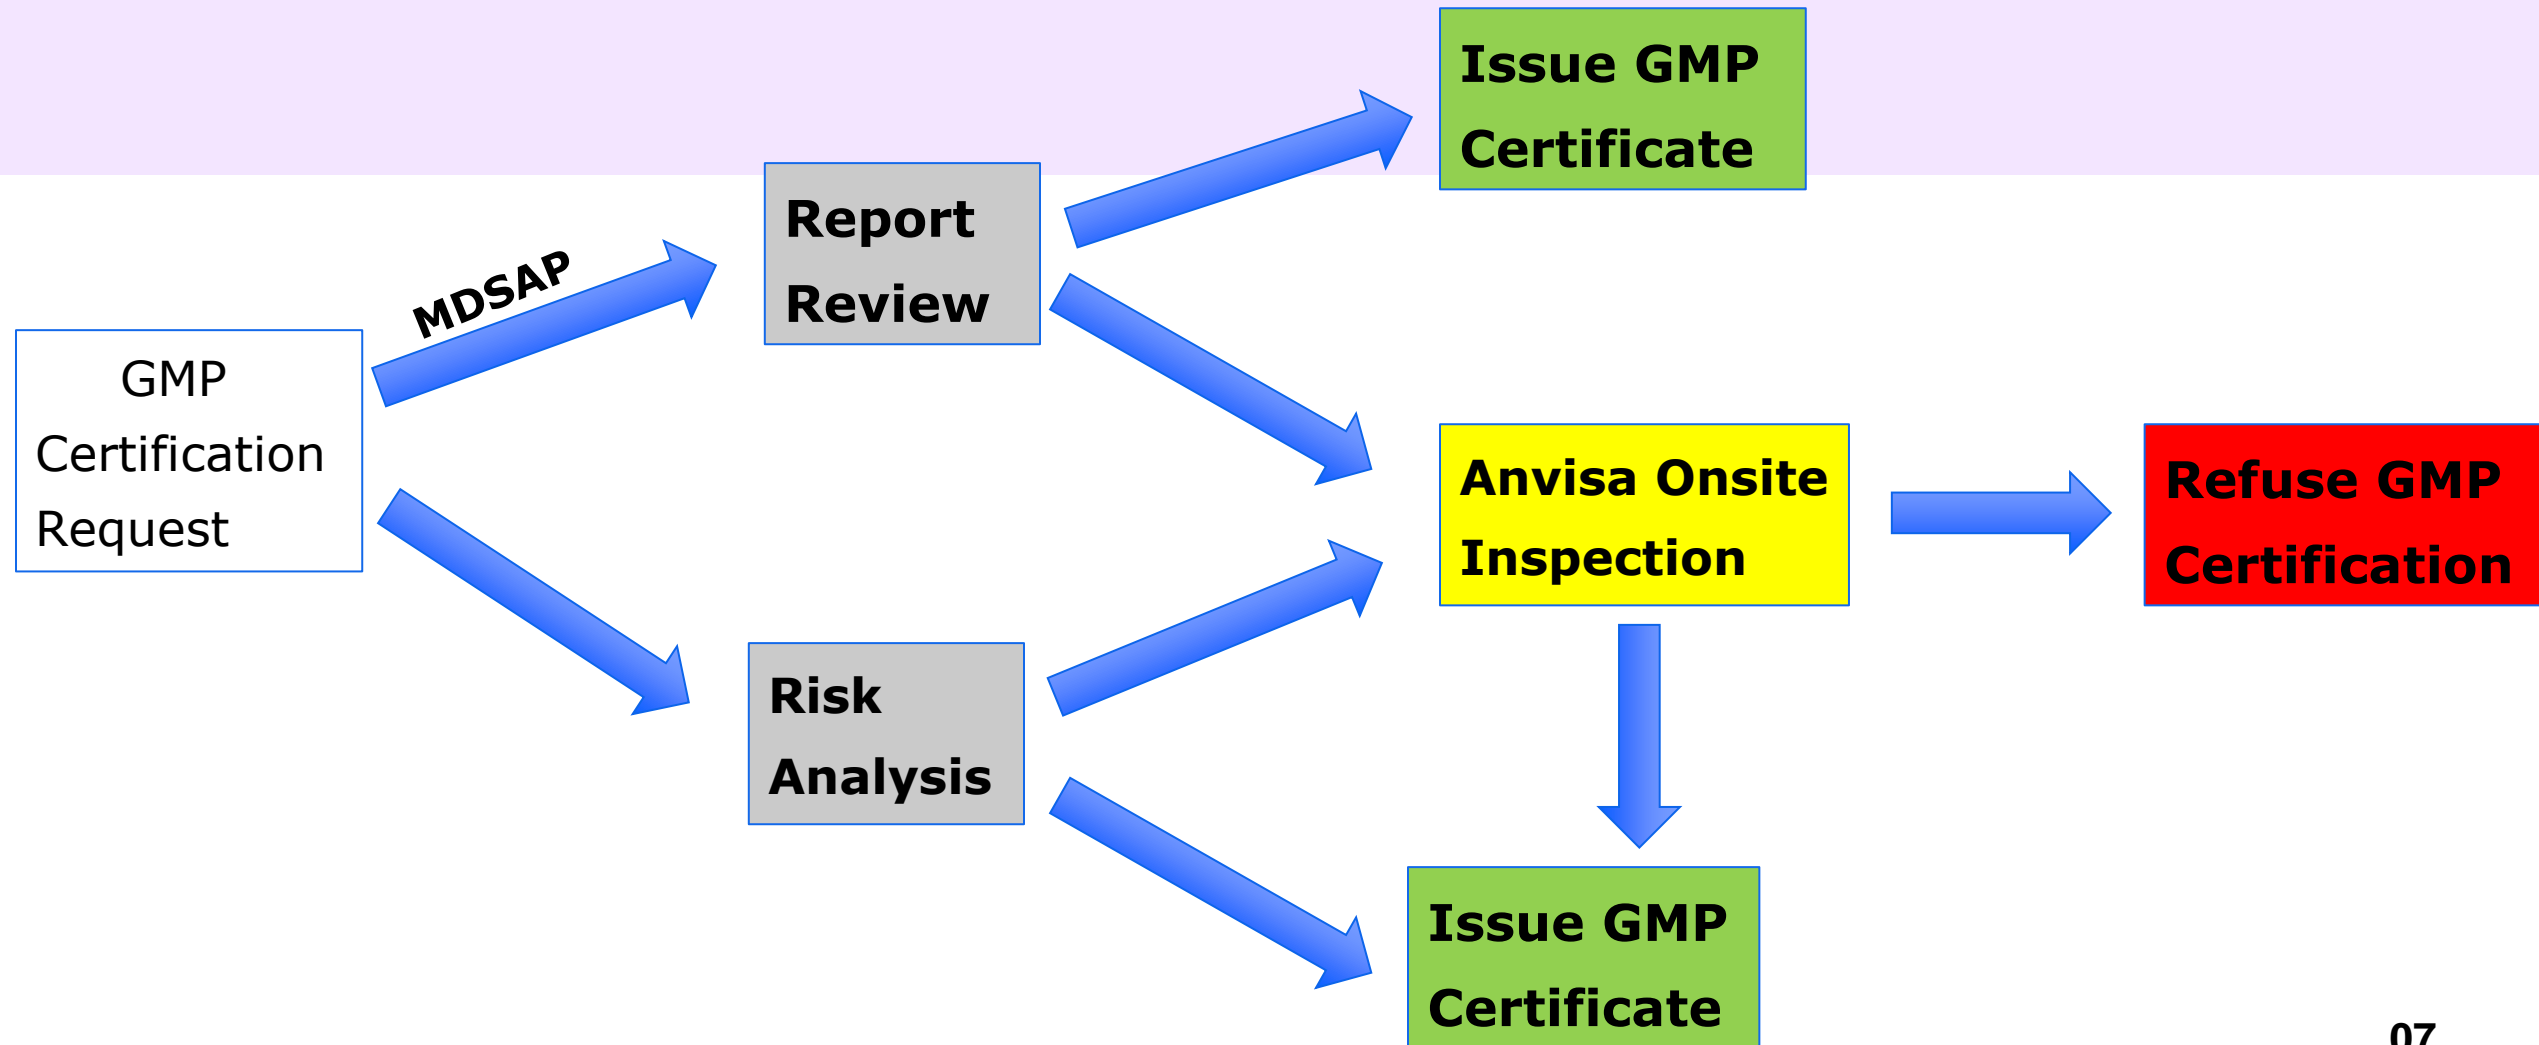 Issue GMP
Certificate
Report
Review
MDSAP
GMP
Certification
Request
Anvisa Onsite
Inspection
Refuse GMP
Certification
Risk
Analysis
Issue GMP
Certificate
07